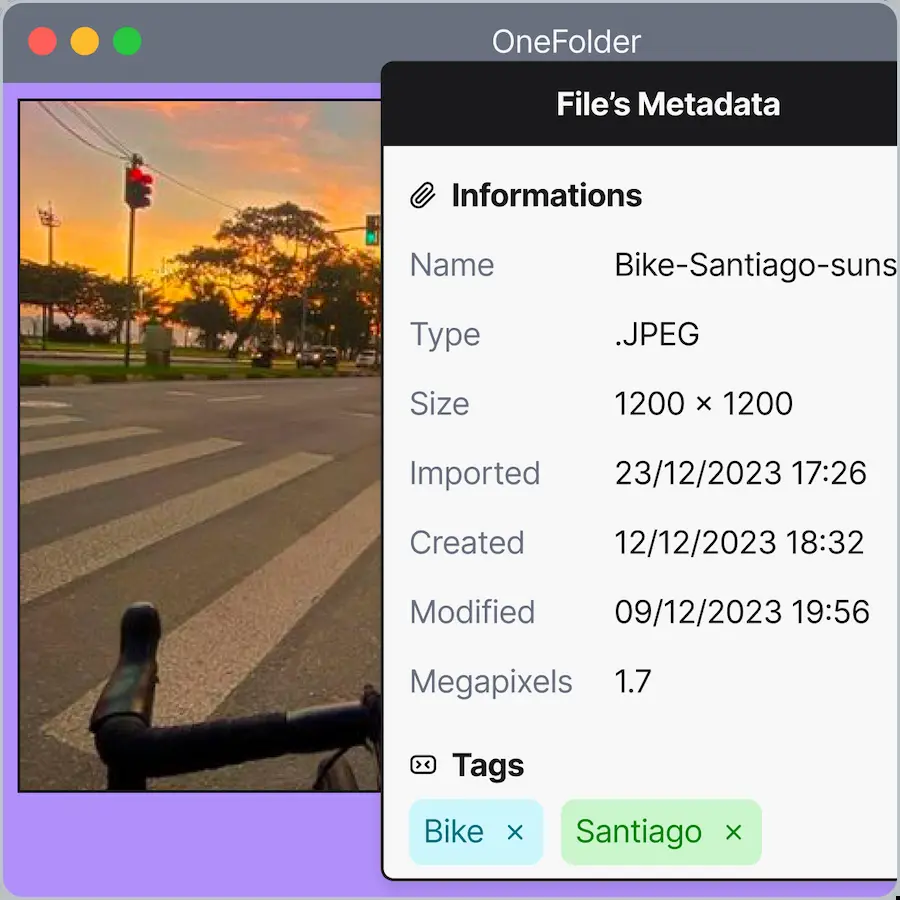 OneFolder
File’s Metadata
Informations
Name Bike-Santiago-suns
Type .JPEG
Size 1200 × 1200
Imported 23/12/2023 17:26
Created 12/12/2023 18:32
Modified 09/12/2023 19:56
Megapixels 1.7
Tags
Bike × Santiago ×